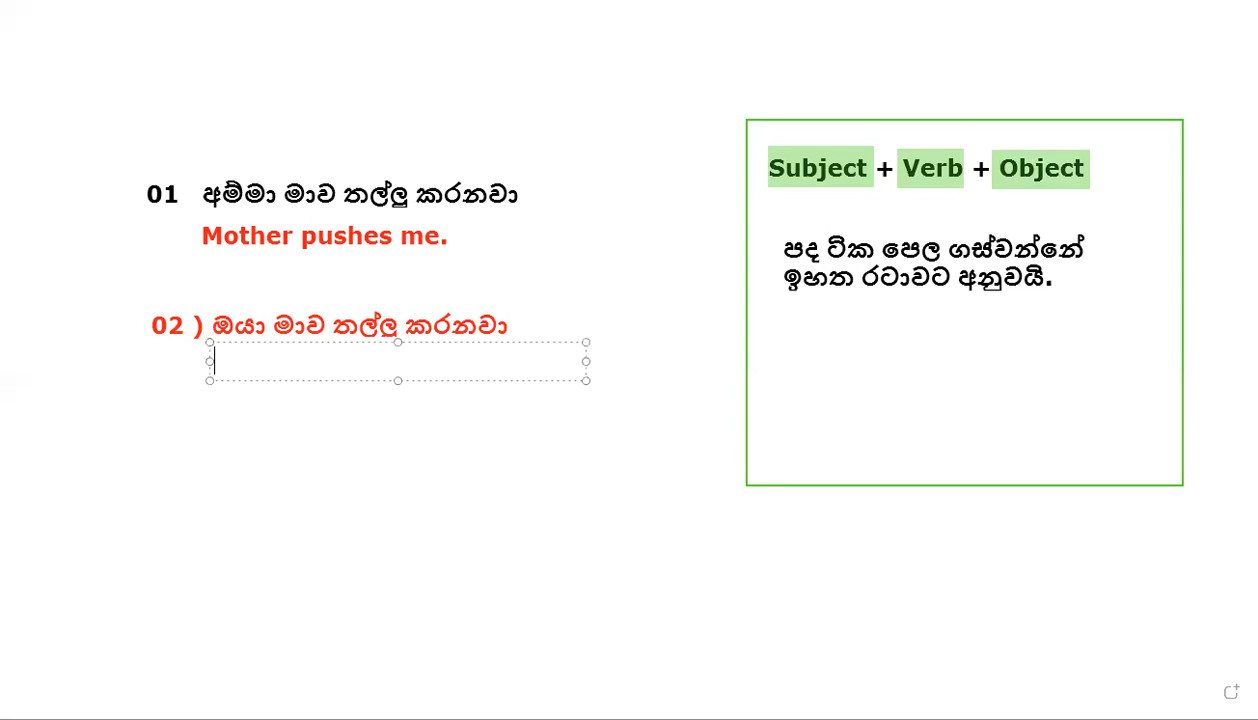 01 අම්මා මාව තල්ලු කරනවා
Mother pushes me.
02 ) ඔයා මාව තල්ලු කරනවා
Subject + Verb + Object
පද ටික පෙල ගස්වන්නේ
ඉහත රටාවට අනුවයි.